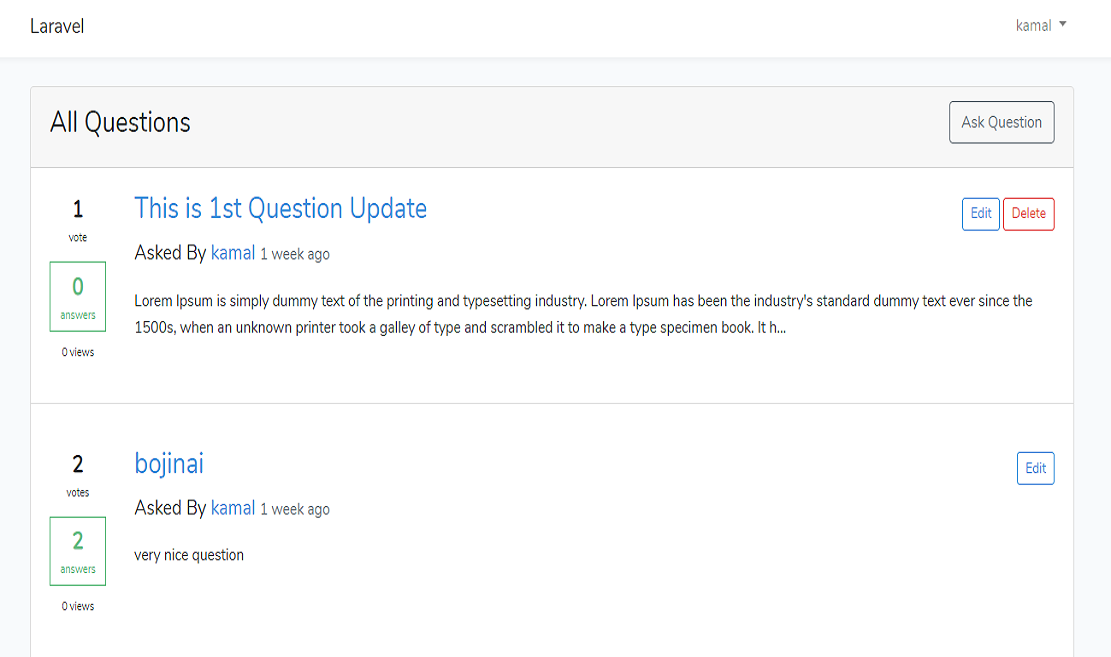 Laravel
kamal
All Questions
Ask Question
1
vote
0
answers
0 views
This is 1st Question Update
Edit
Delete
Asked By kamal 1 week ago
Lorem Ipsum is simply dummy text of the printing and typesetting industry. Lorem Ipsum has been the industry's standard dummy text ever since the
1500s, when an unknown printer took a galley of type and scrambled it to make a type specimen book. It h...
2
votes
2
answers
0 views
bojinai
Edit
Asked By kamal 1 week ago
very nice question